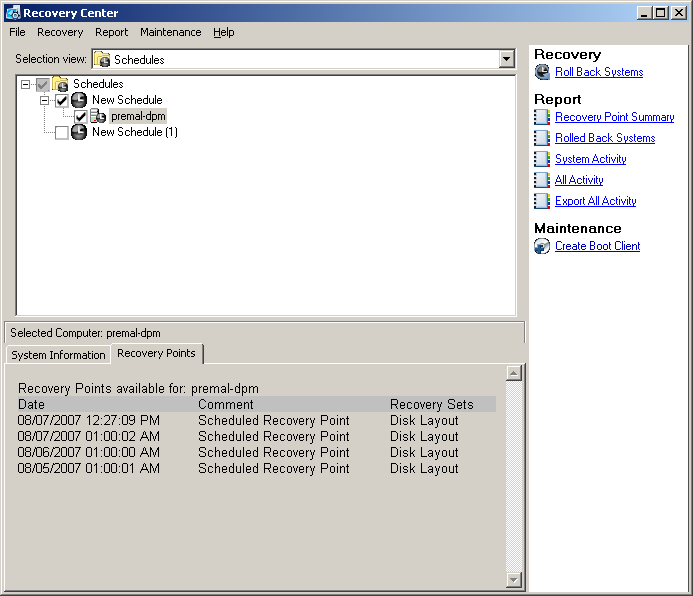 Recovery Center
File Recovery Report Maintenance Help
Selection view: Schedules
Schedules
New Schedule
premal-dpm
New Schedule (1)
Recovery
Roll Back Systems
Report
Recovery Point Summary
Rolled Back Systems
System Activity
All Activity
Export All Activity
Maintenance
Create Boot Client
Selected Computer: premal-dpm
System Information Recovery Points
Recovery Points available for: premal-dpm
Date Comment Recovery Sets
08/07/2007 12:27:09 PM Scheduled Recovery Point Disk Layout
08/07/2007 01:00:02 AM Scheduled Recovery Point Disk Layout
08/06/2007 01:00:00 AM Scheduled Recovery Point Disk Layout
08/05/2007 01:00:01 AM Scheduled Recovery Point Disk Layout